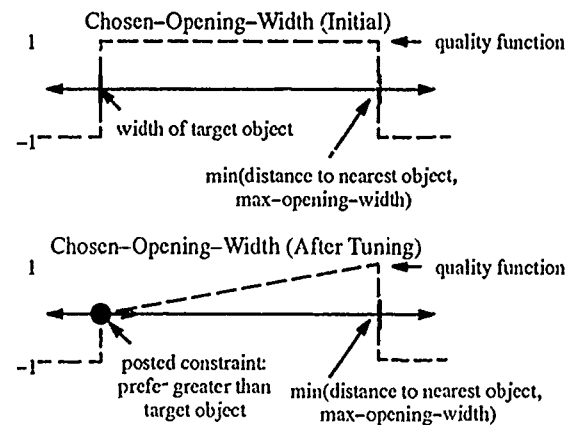 Chosen-Opening-Width (Initial)
1
quality function
width of target object
-1
min(distance to nearest object,
max-opening-width)
Chosen-Opening-Width (After Tuning)
1
quality function
-1
posted constraint:
prefe- greater than
target object
min(distance to nearest object,
max-opening-width)